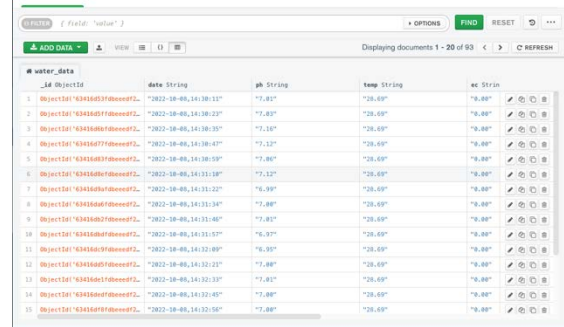 FILTER { field: 'value' } OPTIONS FIND RESET
ADD DATA VIEW Displaying documents 1 - 20 of 93 REFRESH
water_data
_id ObjectId date String ph String temp String ec Strin
1 ObjectId('63416d53fdbeeedf2… "2022-10-08,14:30:11" "7.01" "28.69" "0.00"
2 ObjectId('63416d5ffdbeeedf2… "2022-10-08,14:30:23" "7.03" "28.69" "0.00"
3 ObjectId('63416d6bfdbeeedf2… "2022-10-08,14:30:35" "7.16" "28.69" "0.00"
4 ObjectId('63416d77fdbeeedf2… "2022-10-08,14:30:47" "7.12" "28.69" "0.00"
5 ObjectId('63416d83fdbeeedf2… "2022-10-08,14:30:59" "7.06" "28.69" "0.00"
6 ObjectId('63416d8efdbeeedf2… "2022-10-08,14:31:10" "7.12" "28.69" "0.00"
7 ObjectId('63416d9afdbeeedf2… "2022-10-08,14:31:22" "6.99" "28.69" "0.00"
8 ObjectId('63416da6fdbeeedf2… "2022-10-08,14:31:34" "7.00" "28.69" "0.00"
9 ObjectId('63416db2fdbeeedf2… "2022-10-08,14:31:46" "7.01" "28.69" "0.00"
10 ObjectId('63416dbdfdbeeedf2… "2022-10-08,14:31:57" "6.97" "28.69" "0.00"
11 ObjectId('63416dc9fdbeeedf2… "2022-10-08,14:32:09" "6.95" "28.69" "0.00"
12 ObjectId('63416dd5fdbeeedf2… "2022-10-08,14:32:21" "7.00" "28.69" "0.00"
13 ObjectId('63416de1fdbeeedf2… "2022-10-08,14:32:33" "7.01" "28.69" "0.00"
14 ObjectId('63416dedfdbeeedf2… "2022-10-08,14:32:45" "7.00" "28.69" "0.00"
15 ObjectId('63416df8fdbeeedf2… "2022-10-08,14:32:56" "7.00" "28.69" "0.00"